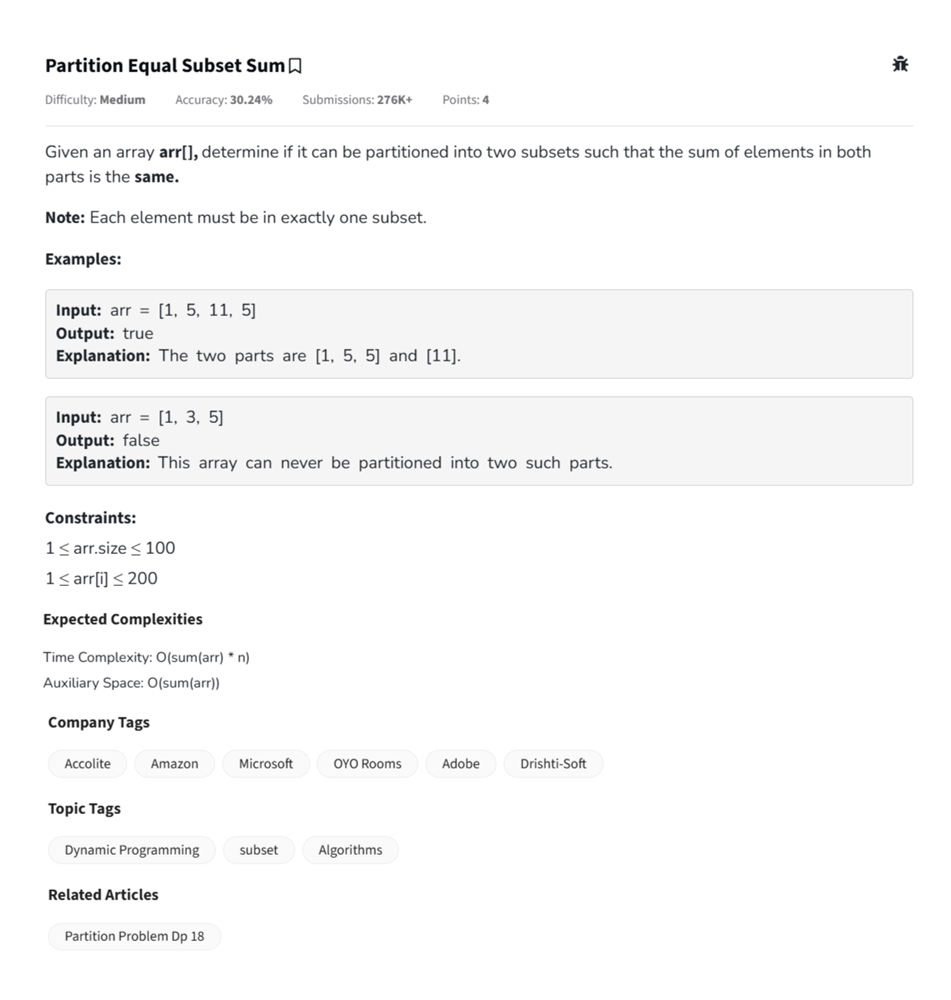 Partition Equal Subset Sum
Difficulty: Medium Accuracy: 30.24% Submissions: 276K+ Points: 4
Given an array arr[], determine if it can be partitioned into two subsets such that the sum of elements in both
parts is the same.
Note: Each element must be in exactly one subset.
Examples:
Input: arr = [1, 5, 11, 5]
Output: true
Explanation: The two parts are [1, 5, 5] and [11].
Input: arr = [1, 3, 5]
Output: false
Explanation: This array can never be partitioned into two such parts.
Constraints:
1 ≤ arr.size ≤ 100
1 ≤ arr[i] ≤ 200
Expected Complexities
Time Complexity: O(sum(arr) * n)
Auxiliary Space: O(sum(arr))
Company Tags
Accolite Amazon Microsoft OYO Rooms Adobe Drishti-Soft
Topic Tags
Dynamic Programming subset Algorithms
Related Articles
Partition Problem Dp 18